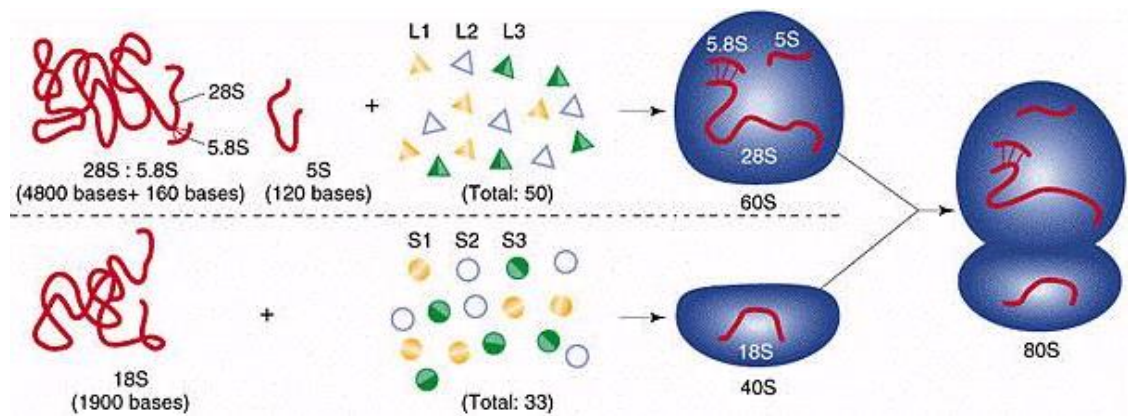 L1 L2 L3
28S
5.8S
+
28S : 5.8S
(4800 bases+ 160 bases)
5S
(120 bases)
(Total: 50)
5.8S 5S
28S
60S
S1 S2 S3
+
18S
(1900 bases)
(Total: 33)
18S
40S
80S